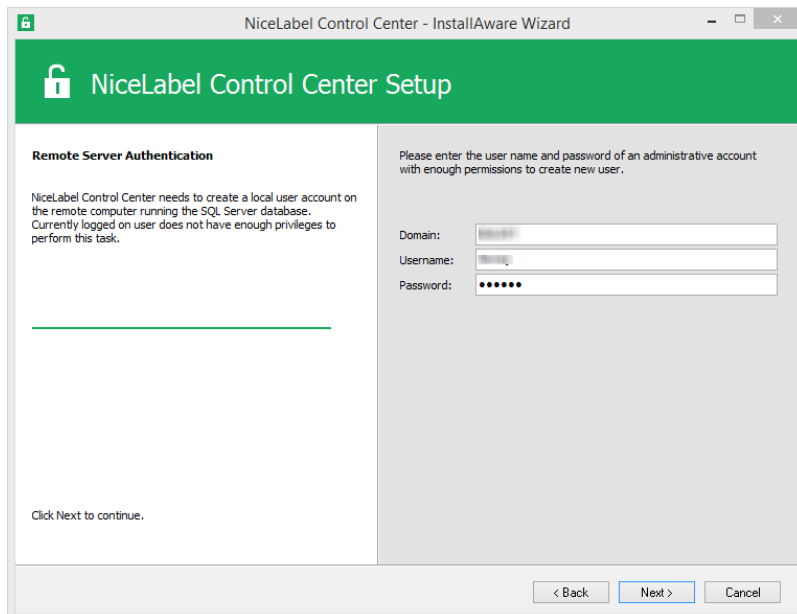 NiceLabel Control Center - InstallAware Wizard
NiceLabel Control Center Setup
Remote Server Authentication
NiceLabel Control Center needs to create a local user account on
the remote computer running the SQL Server database.
Currently logged on user does not have enough privileges to
perform this task.
Click Next to continue.
Please enter the user name and password of an administrative account
with enough permissions to create new user.
Domain:
Username:
Password: ••••••
< Back
Next >
Cancel